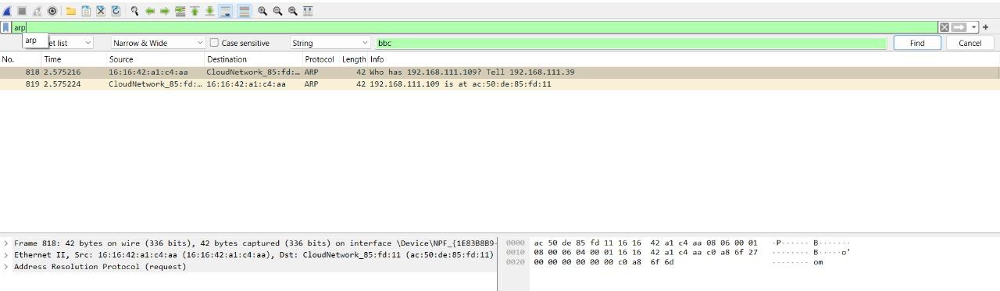 arp
arp
et list Narrow & Wide Case sensitive String bbc Find Cancel
No. Time Source Destination Protocol Length Info
818 2.575216 16:16:42:a1:c4:aa CloudNetwork_85:fd:… ARP 42 Who has 192.168.111.109? Tell 192.168.111.39
819 2.575224 CloudNetwork_85:fd:… 16:16:42:a1:c4:aa ARP 42 192.168.111.109 is at ac:50:de:85:fd:11
> Frame 818: 42 bytes on wire (336 bits), 42 bytes captured (336 bits) on interface \Device\NPF_{1E83B8B9-
> Ethernet II, Src: 16:16:42:a1:c4:aa (16:16:42:a1:c4:aa), Dst: CloudNetwork_85:fd:11 (ac:50:de:85:fd:11)
> Address Resolution Protocol (request)
0000 ac 50 de 85 fd 11 16 16 42 a1 c4 aa 08 06 00 01 ·P······ B·······
0010 08 00 06 04 00 01 16 16 42 a1 c4 aa c0 a8 6f 27 ········ B·····o'
0020 00 00 00 00 00 00 c0 a8 6f 6d ········ om